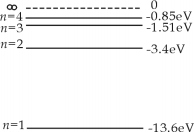 ∞ 0
n=4 -0.85eV
n=3 -1.51eV
n=2 -3.4eV
n=1 -13.6eV